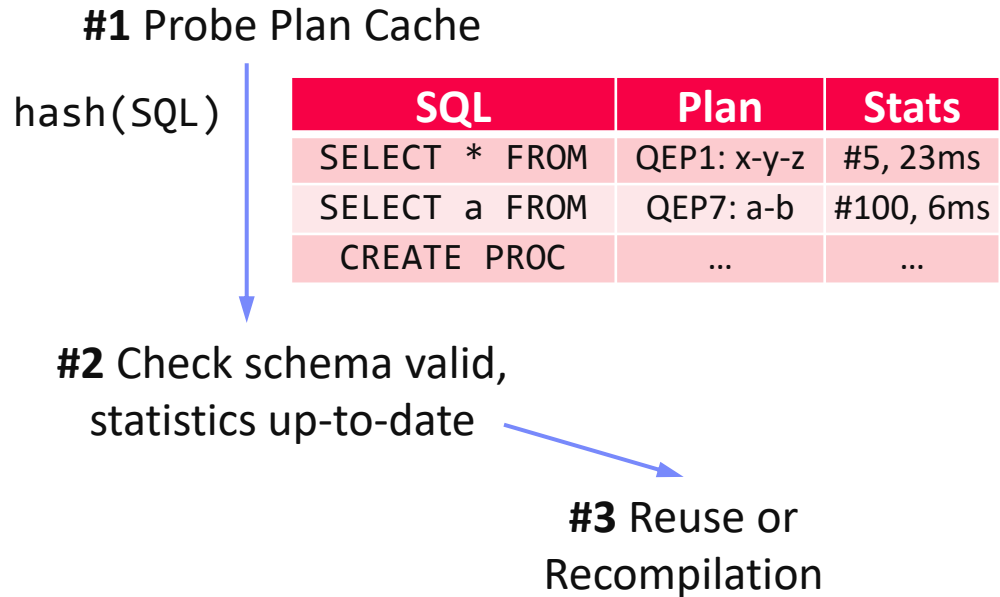 #1 Probe Plan Cache
hash(SQL)
SQL Plan Stats
SELECT * FROM QEP1: x-y-z #5, 23ms
SELECT a FROM QEP7: a-b #100, 6ms
CREATE PROC … …
#2 Check schema valid,
statistics up-to-date
#3 Reuse or
Recompilation